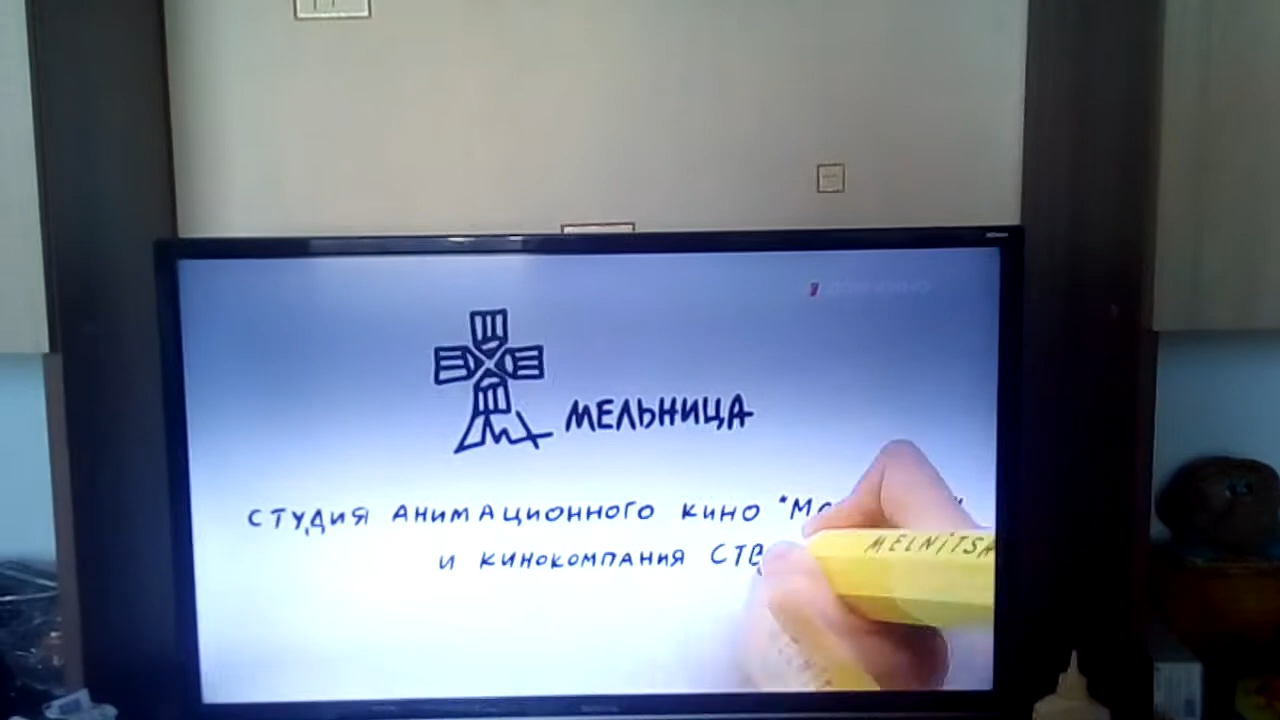 МЕЛЬНИЦА
СТУДИЯ АНИМАЦИОННОГО КИНО
И КИНОКОМПАНИЯ СТВ
MELNITSA